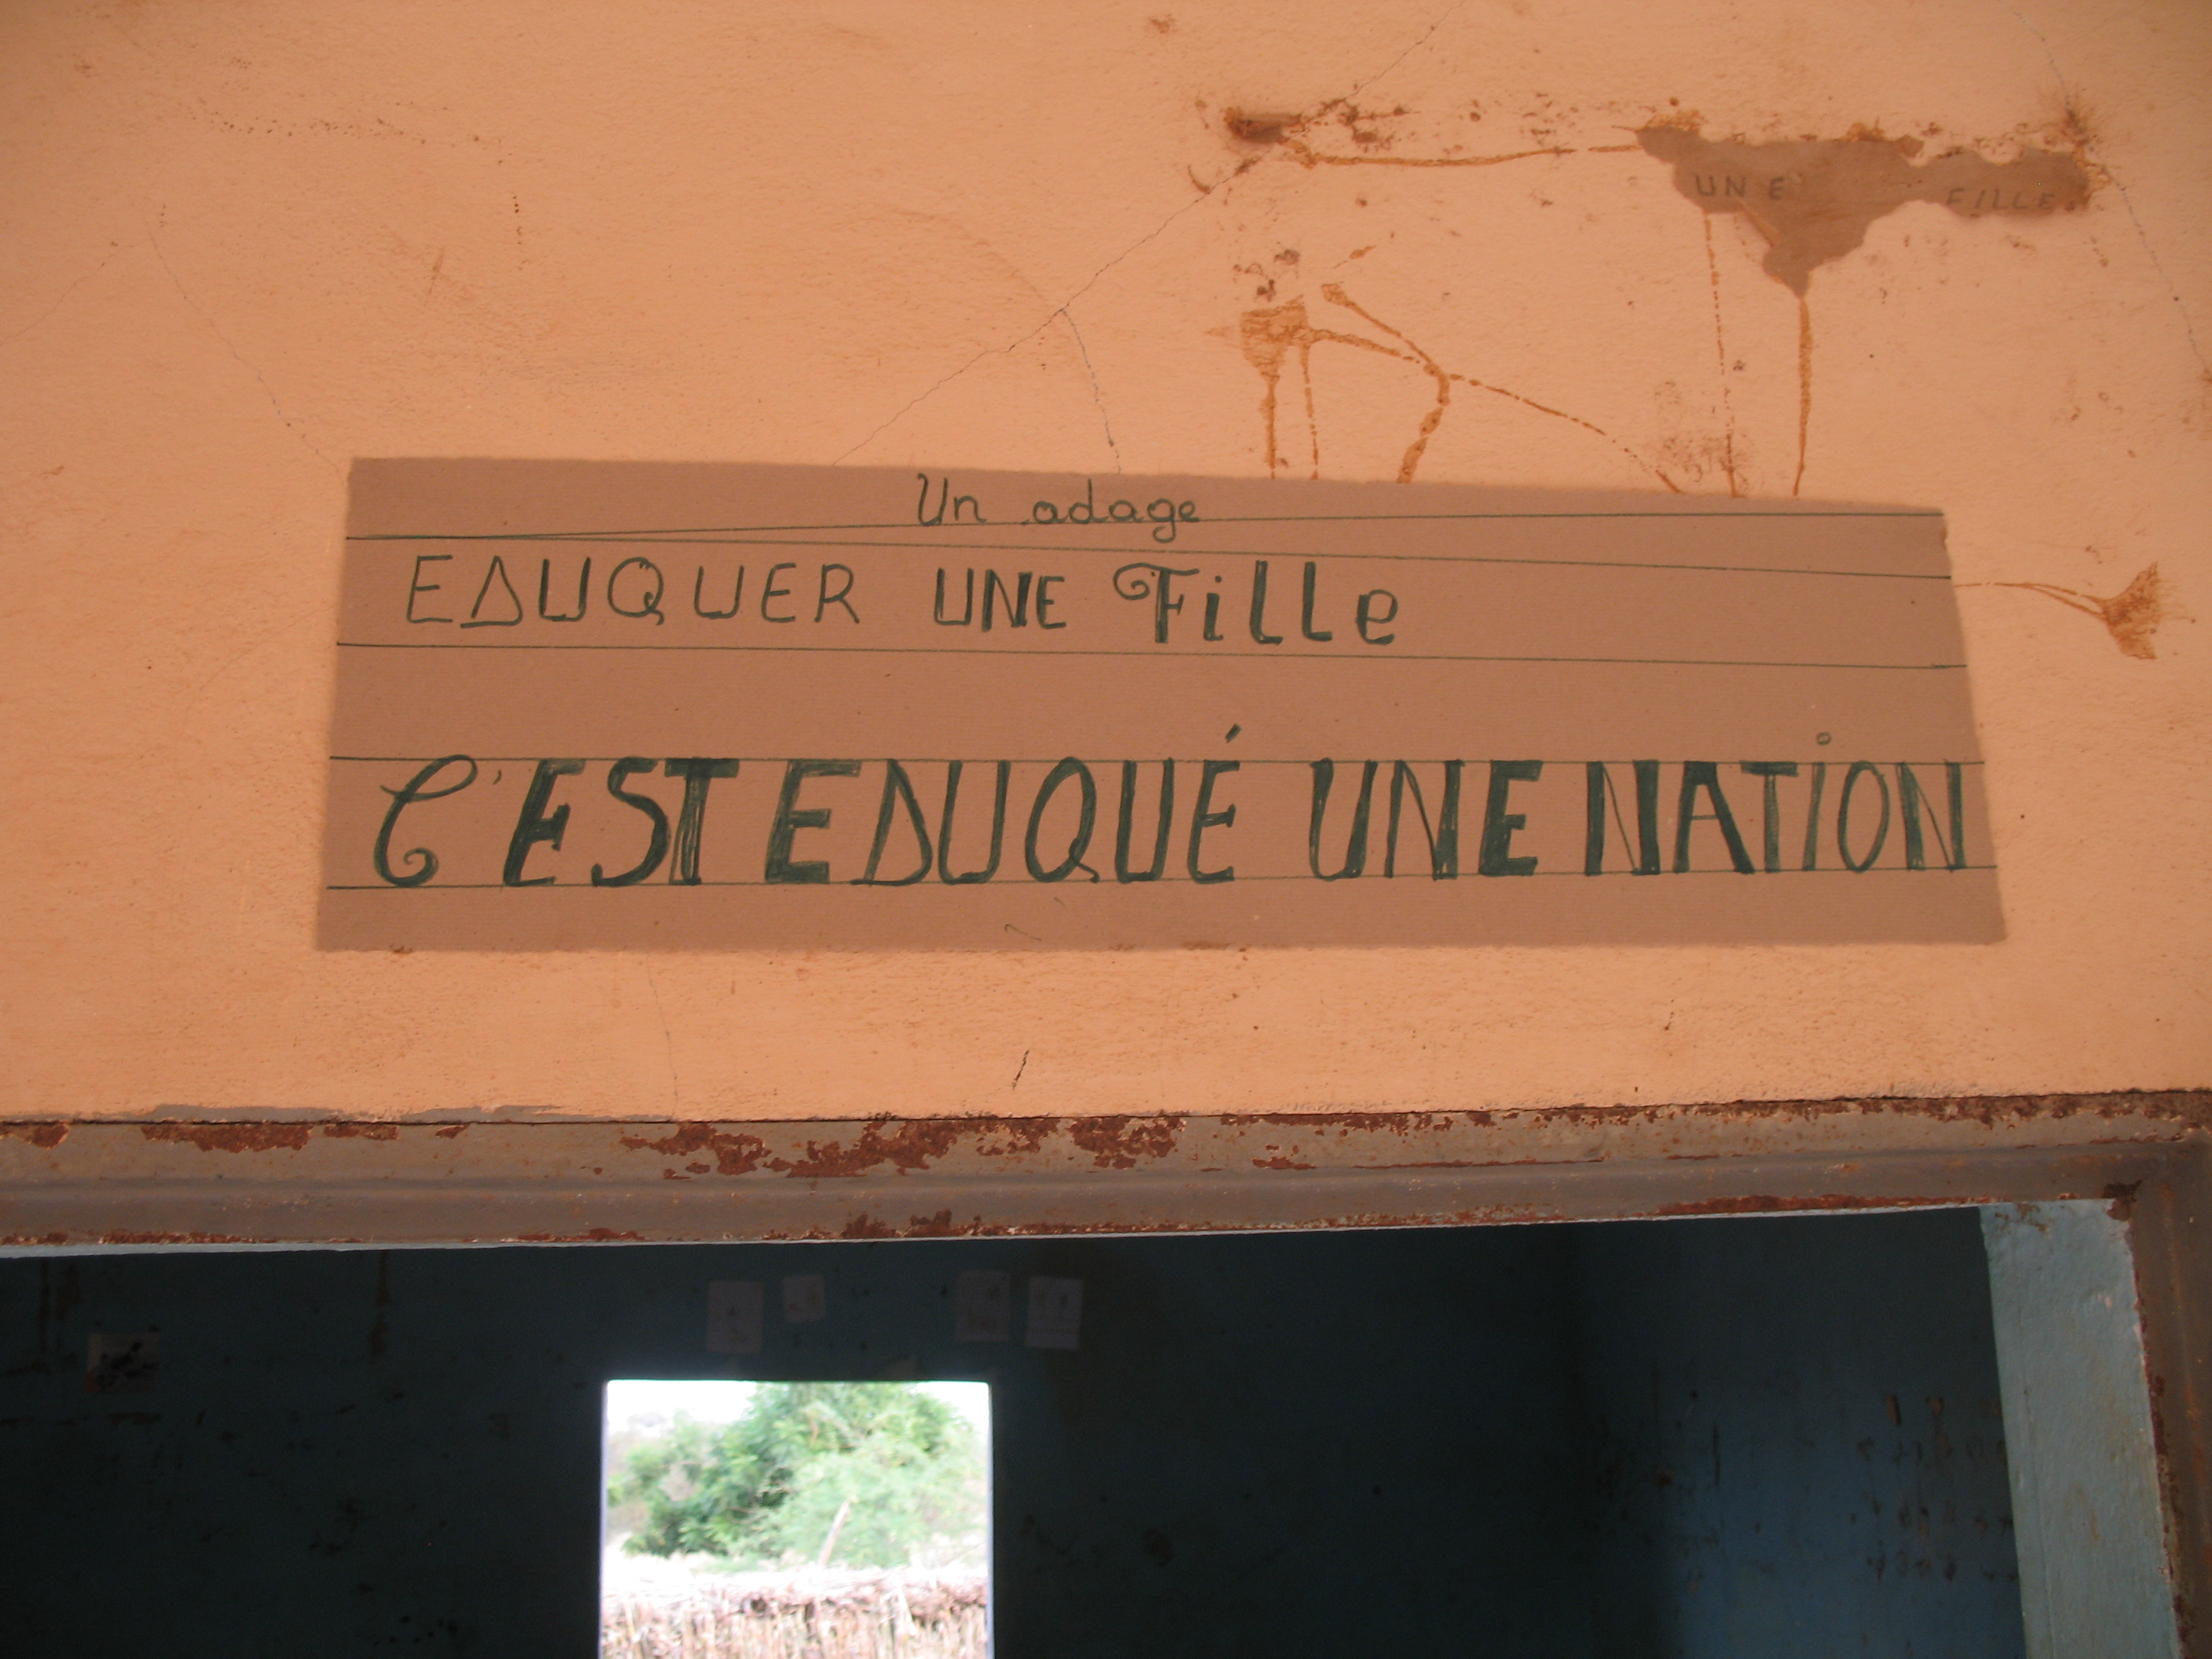 UNE FILLE
Un adage
EDUQUER UNE Fille
C'EST EDUQUÉ UNE NATION